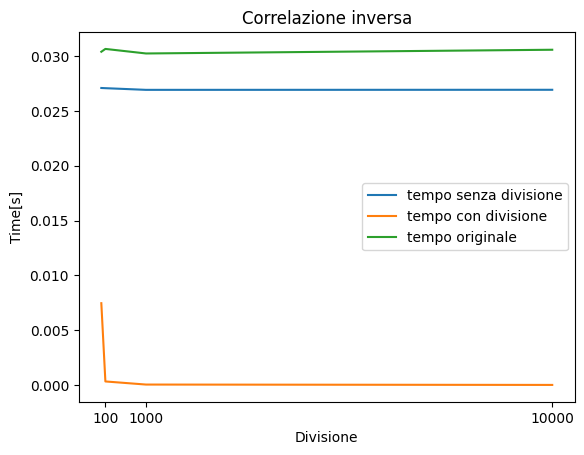 Correlazione inversa
Time[s]
0.030
0.025
0.020
0.015
0.010
0.005
0.000
tempo senza divisione
tempo con divisione
tempo originale
100 1000 10000
Divisione